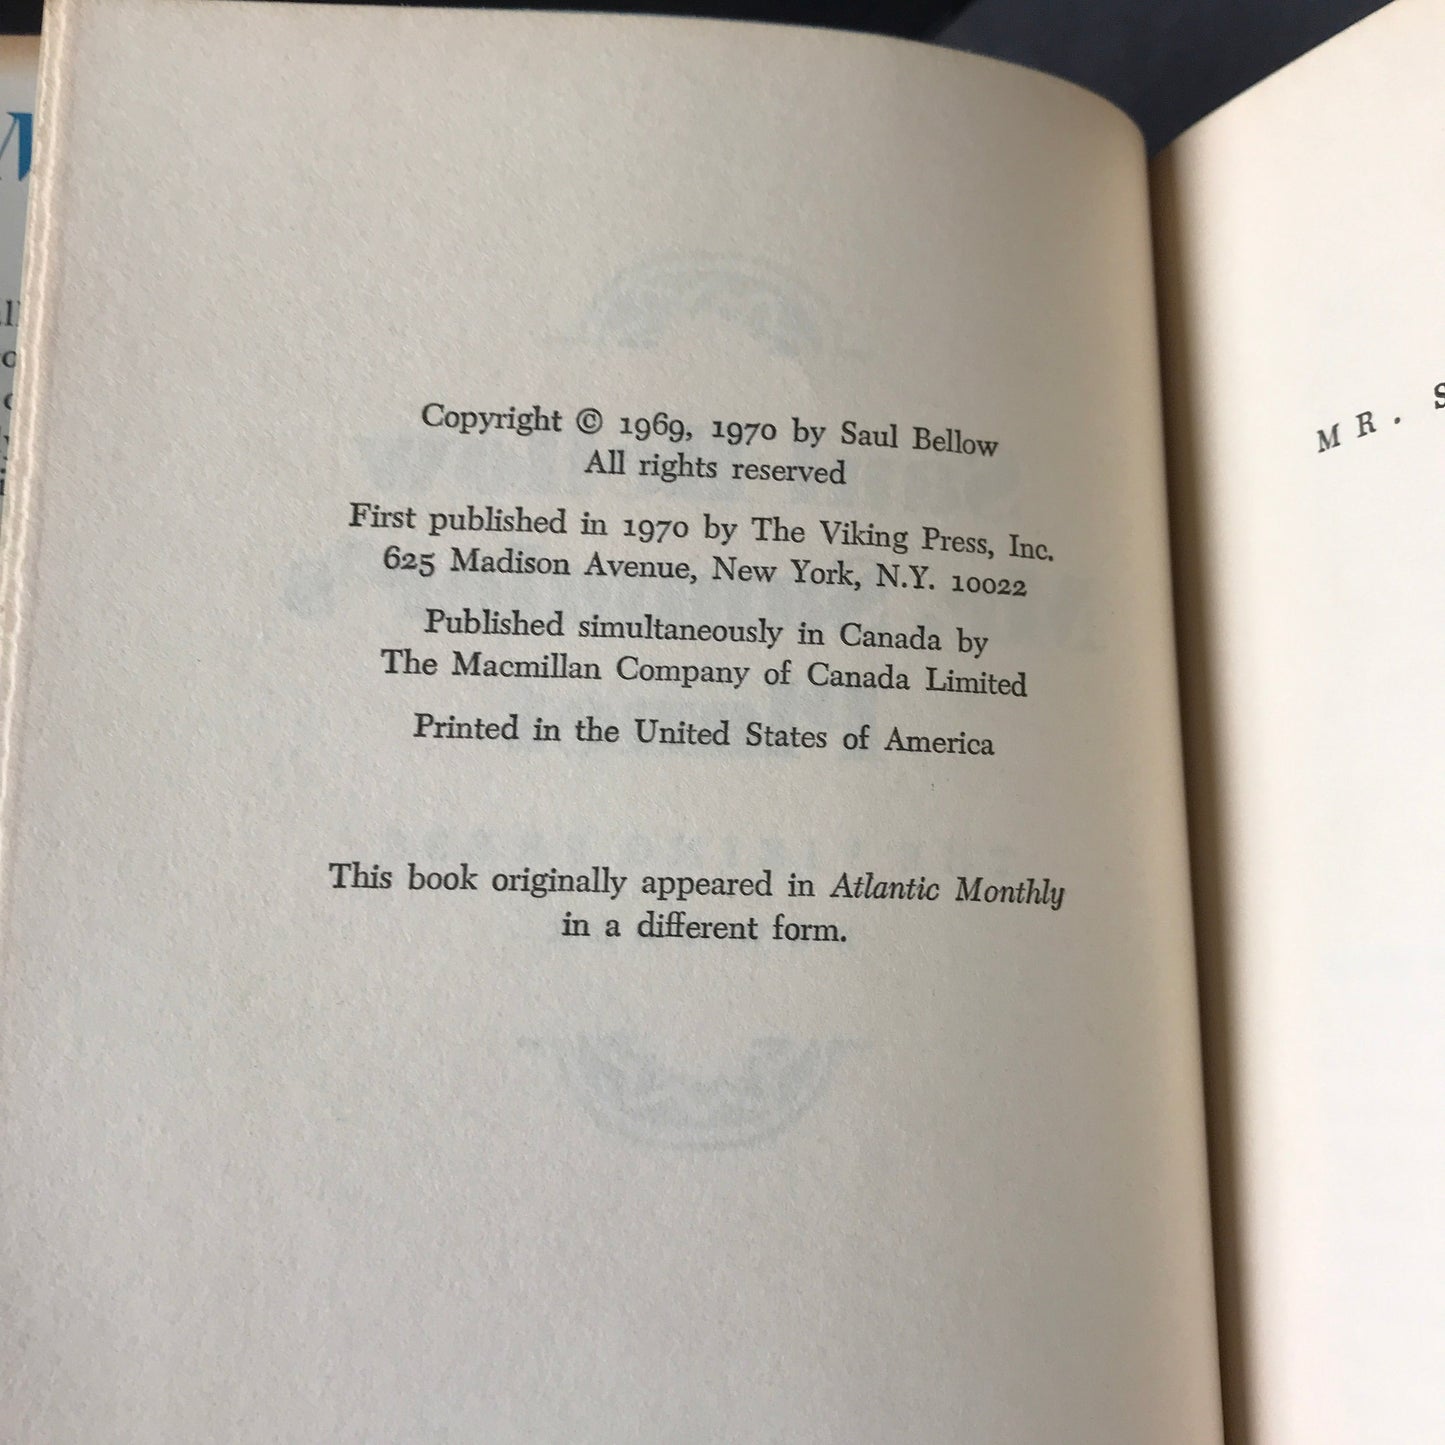 Copyright © 1969, 1970 by Saul Bellow
All rights reserved
First published in 1970 by The Viking Press, Inc.
625 Madison Avenue, New York, N.Y. 10022
Published simultaneously in Canada by
The Macmillan Company of Canada Limited
Printed in the United States of America
This book originally appeared in Atlantic Monthly
in a different form.
MR. S